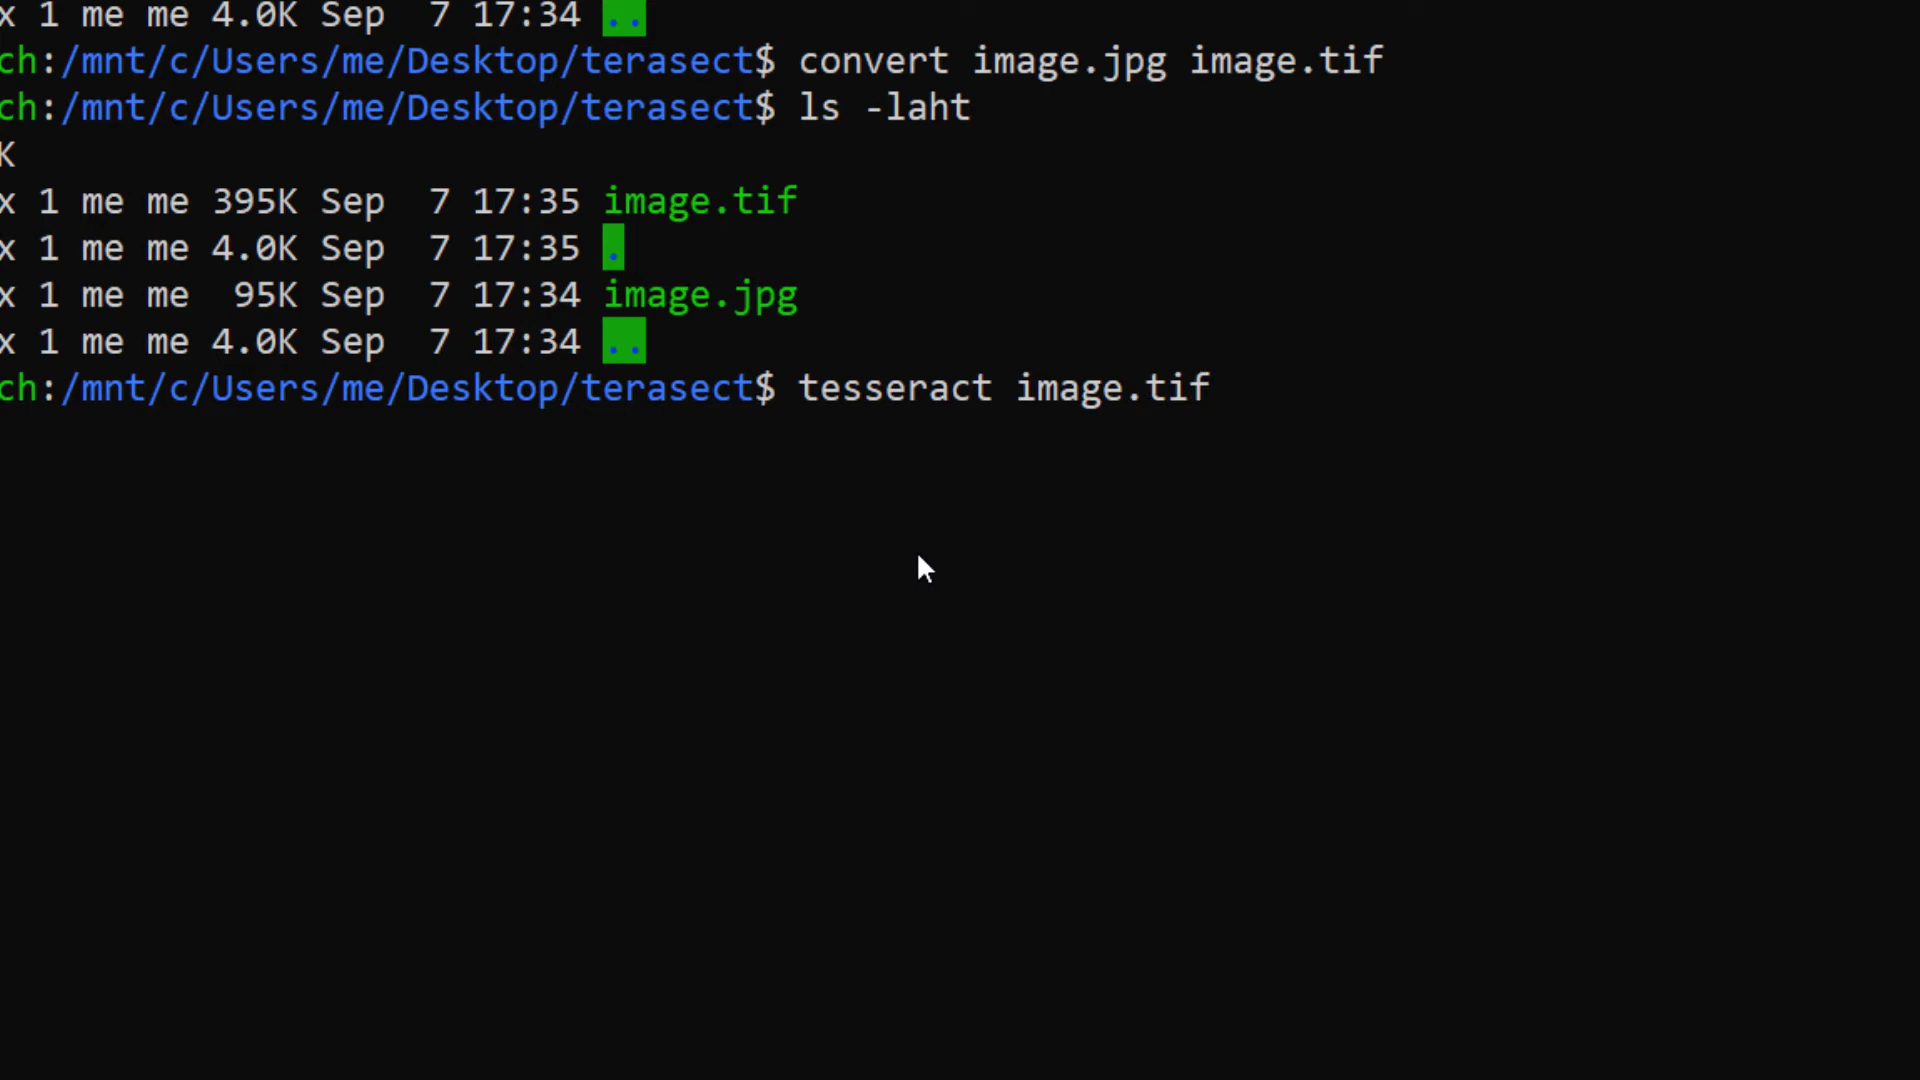 x 1 me me 4.0K Sep  7 17:34 ..
ch:/mnt/c/Users/me/Desktop/terasect$ convert image.jpg image.tif
ch:/mnt/c/Users/me/Desktop/terasect$ ls -laht
K
x 1 me me 395K Sep  7 17:35 image.tif
x 1 me me 4.0K Sep  7 17:35 .
x 1 me me  95K Sep  7 17:34 image.jpg
x 1 me me 4.0K Sep  7 17:34 ..
ch:/mnt/c/Users/me/Desktop/terasect$ tesseract image.tif